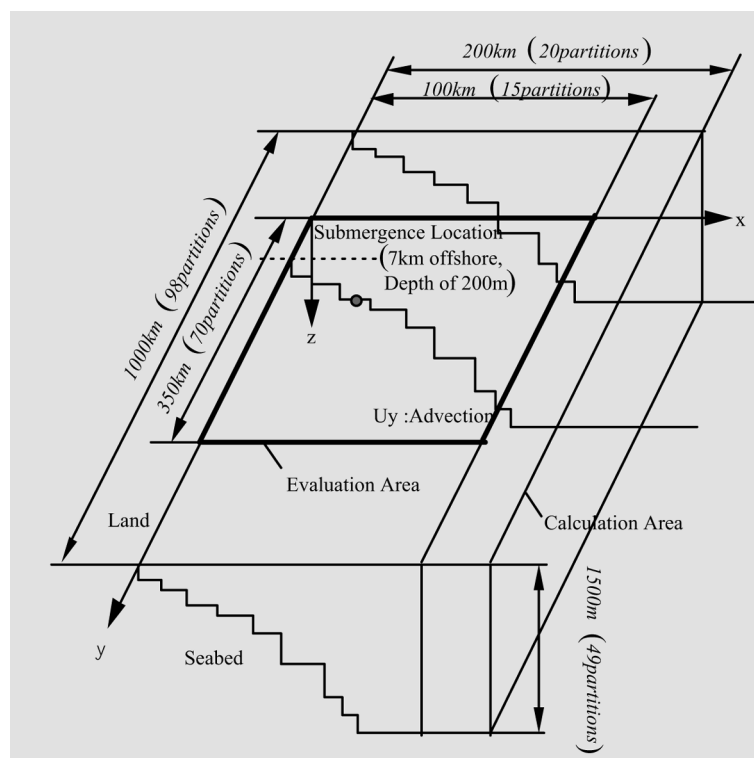 200km (20partitions)
100km (15partitions)
x
Submergence Location
(7km offshore,
Depth of 200m)
z
1000km (98partitions)
350km (70partitions)
Uy :Advection
Evaluation Area
Land
Calculation Area
y
Seabed
1500m (49partitions)